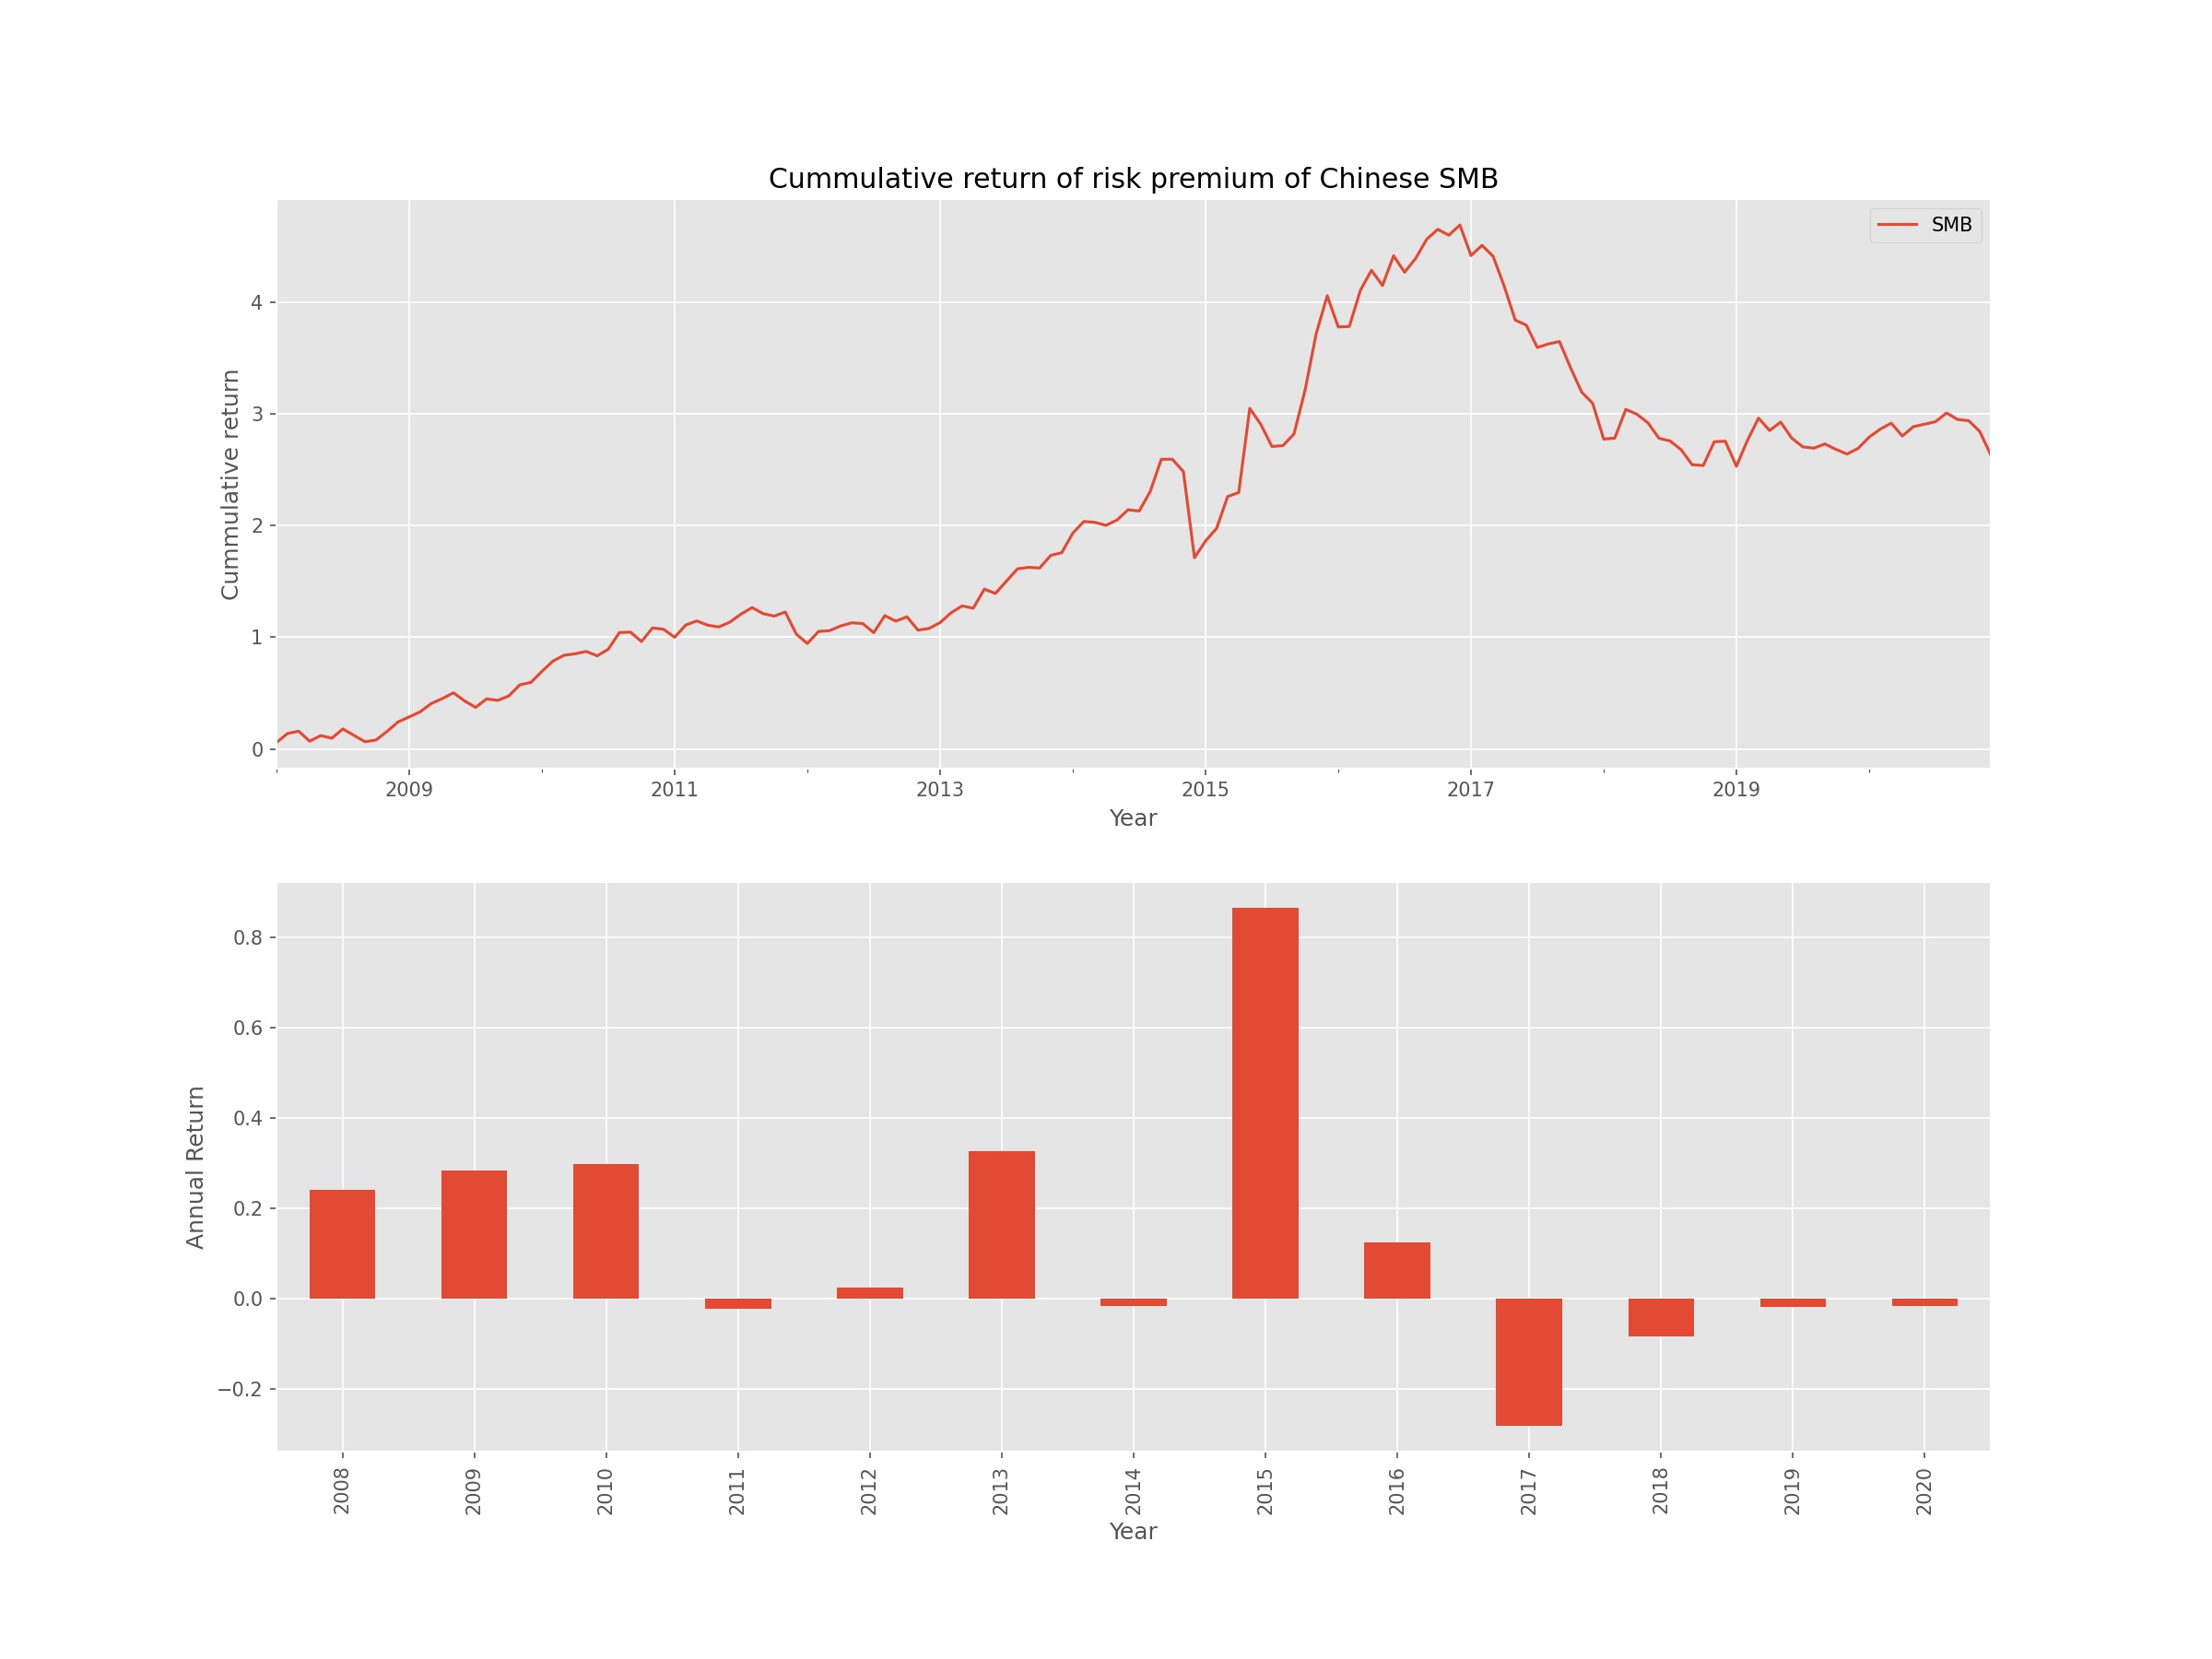 Cummulative return of risk premium of Chinese SMB
SMB
Cummulative return
4
3
2
1
0
2009 2011 2013 2015 2017 2019
Year
Annual Return
0.8
0.6
0.4
0.2
0.0
−0.2
2008 2009 2010 2011 2012 2013 2014 2015 2016 2017 2018 2019 2020
Year